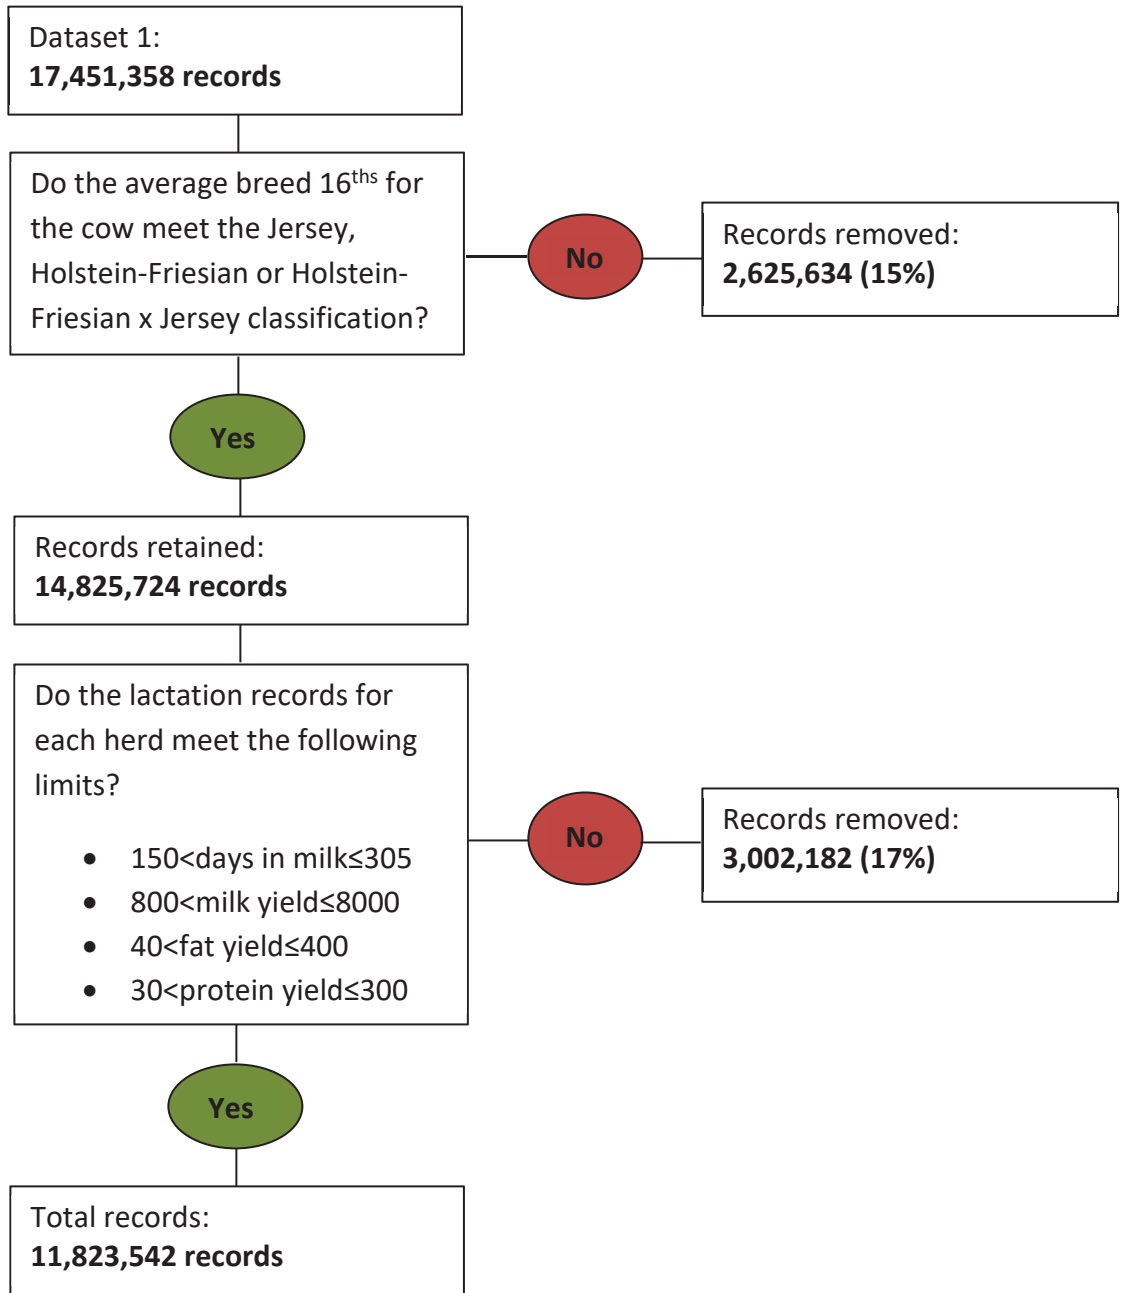 Dataset 1:
17,451,358 records
Do the average breed 16ths for
the cow meet the Jersey,
Holstein-Friesian or Holstein-
Friesian x Jersey classification?
No
Records removed:
2,625,634 (15%)
Yes
Records retained:
14,825,724 records
Do the lactation records for
each herd meet the following
limits?
• 150<days in milk≤305
• 800<milk yield≤8000
• 40<fat yield≤400
• 30<protein yield≤300
No
Records removed:
3,002,182 (17%)
Yes
Total records:
11,823,542 records